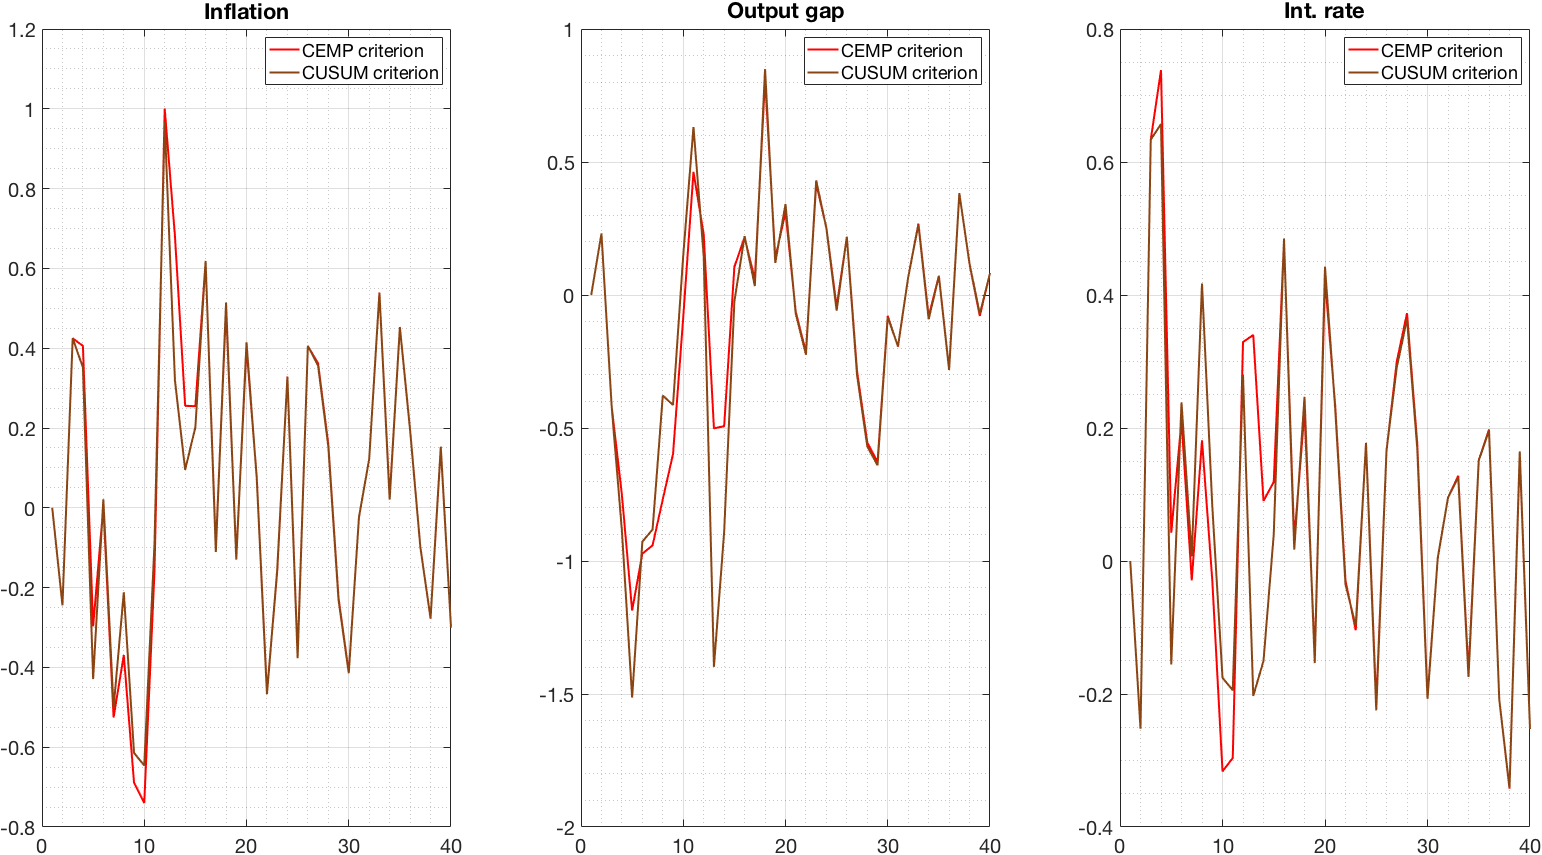 Inflation
1.2
1
0.8
0.6
0.4
0.2
0
-0.2
-0.4
-0.6
-0.8
0 10 20 30 40
CEMP criterion
CUSUM criterion
Output gap
1
0.5
0
-0.5
-1
-1.5
-2
0 10 20 30 40
CEMP criterion
CUSUM criterion
Int. rate
0.8
0.6
0.4
0.2
0
-0.2
-0.4
0 10 20 30 40
CEMP criterion
CUSUM criterion